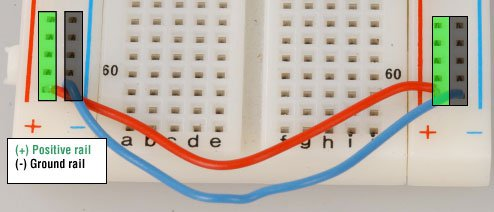 60
60
+ - + -
a b c d e f g h i
(+) Positive rail
(-) Ground rail